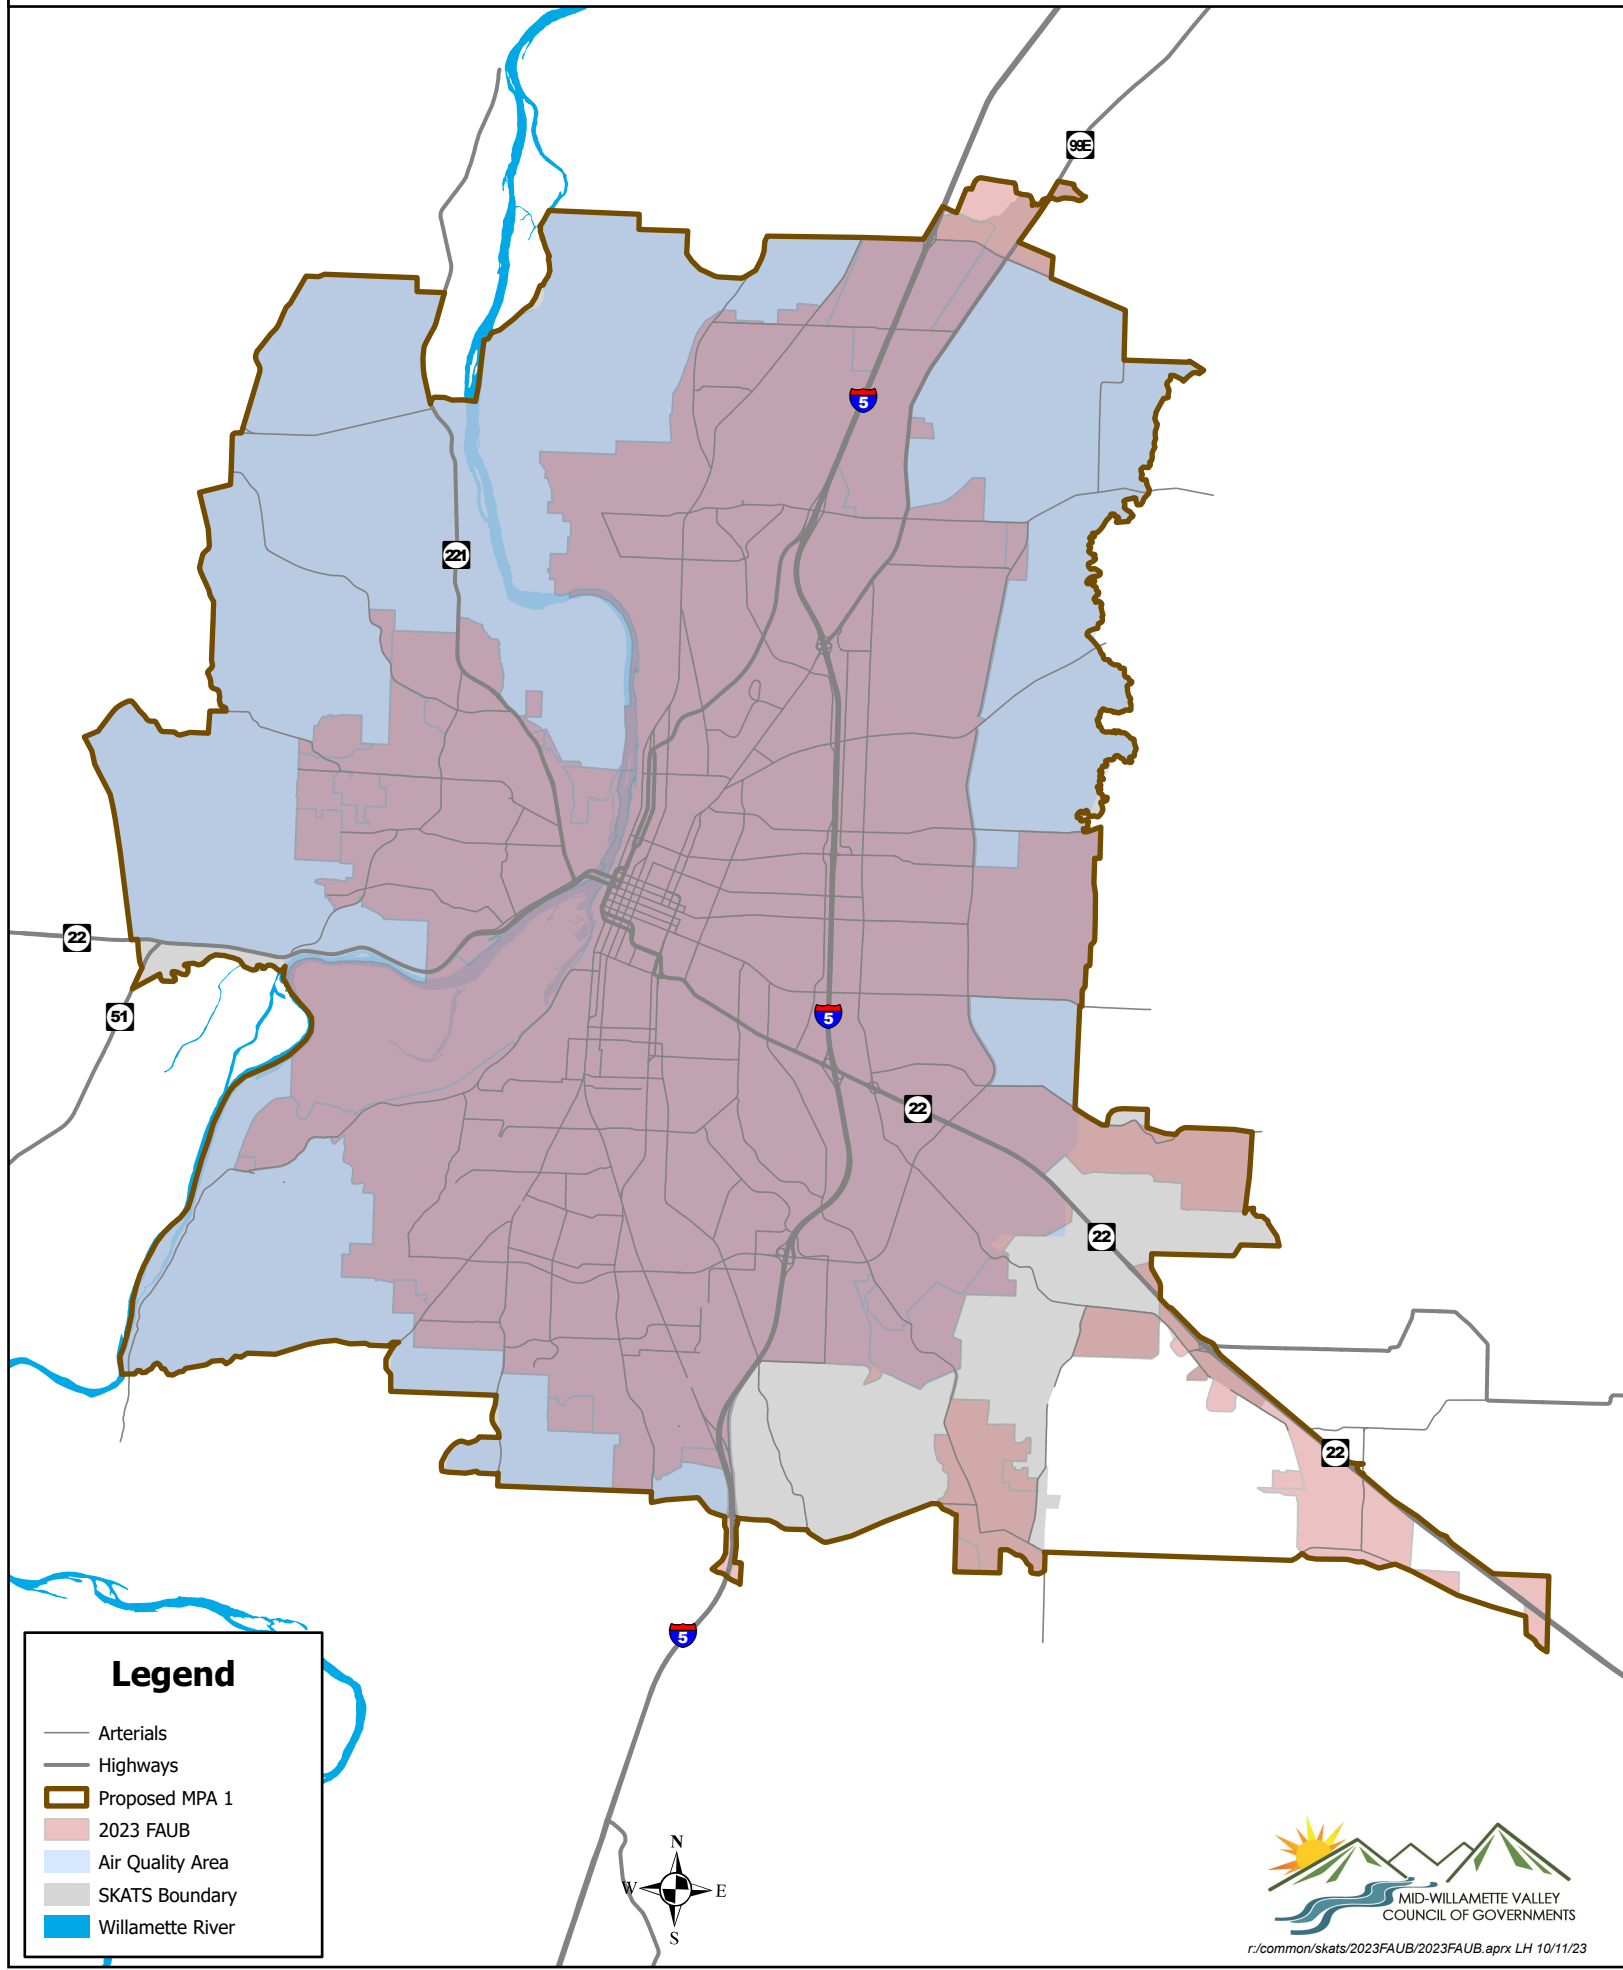 99E
5
221
22
51
5
22
22
22
5
Legend
Arterials
Highways
Proposed MPA 1
2023 FAUB
Air Quality Area
SKATS Boundary
Willamette River
N
W
E
S
MID-WILLAMETTE VALLEY
COUNCIL OF GOVERNMENTS
r:/common/skats/2023FAUB/2023FAUB.aprx LH 10/11/23